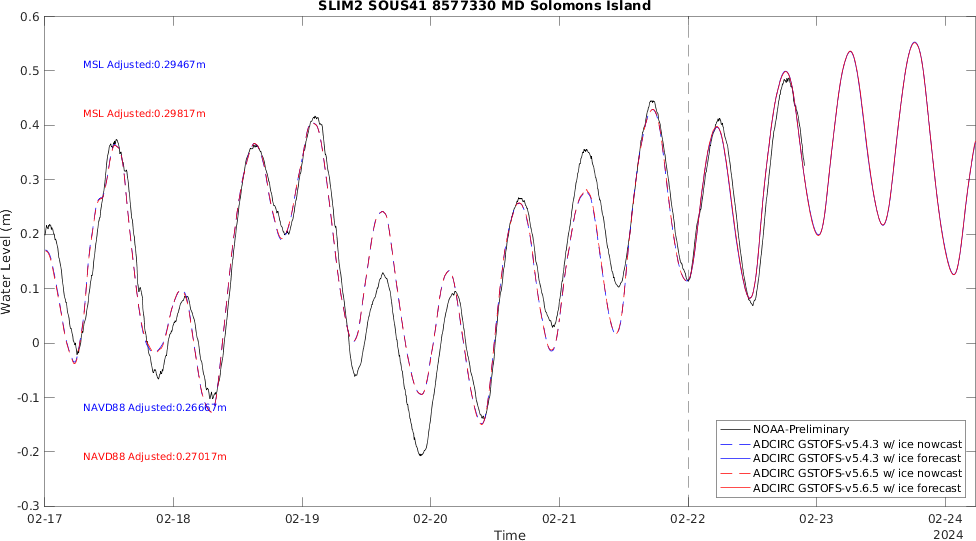 SLIM2 SOUS41 8577330 MD Solomons Island
0.6
0.5
0.4
0.3
0.2
0.1
0
-0.1
-0.2
-0.3
Water Level (m)
MSL Adjusted:0.29467m
MSL Adjusted:0.29817m
NAVD88 Adjusted:0.26667m
NAVD88 Adjusted:0.27017m
NOAA-Preliminary
ADCIRC GSTOFS-v5.4.3 w/ ice nowcast
ADCIRC GSTOFS-v5.4.3 w/ ice forecast
ADCIRC GSTOFS-v5.6.5 w/ ice nowcast
ADCIRC GSTOFS-v5.6.5 w/ ice forecast
02-17 02-18 02-19 02-20 02-21 02-22 02-23 02-24
Time
2024